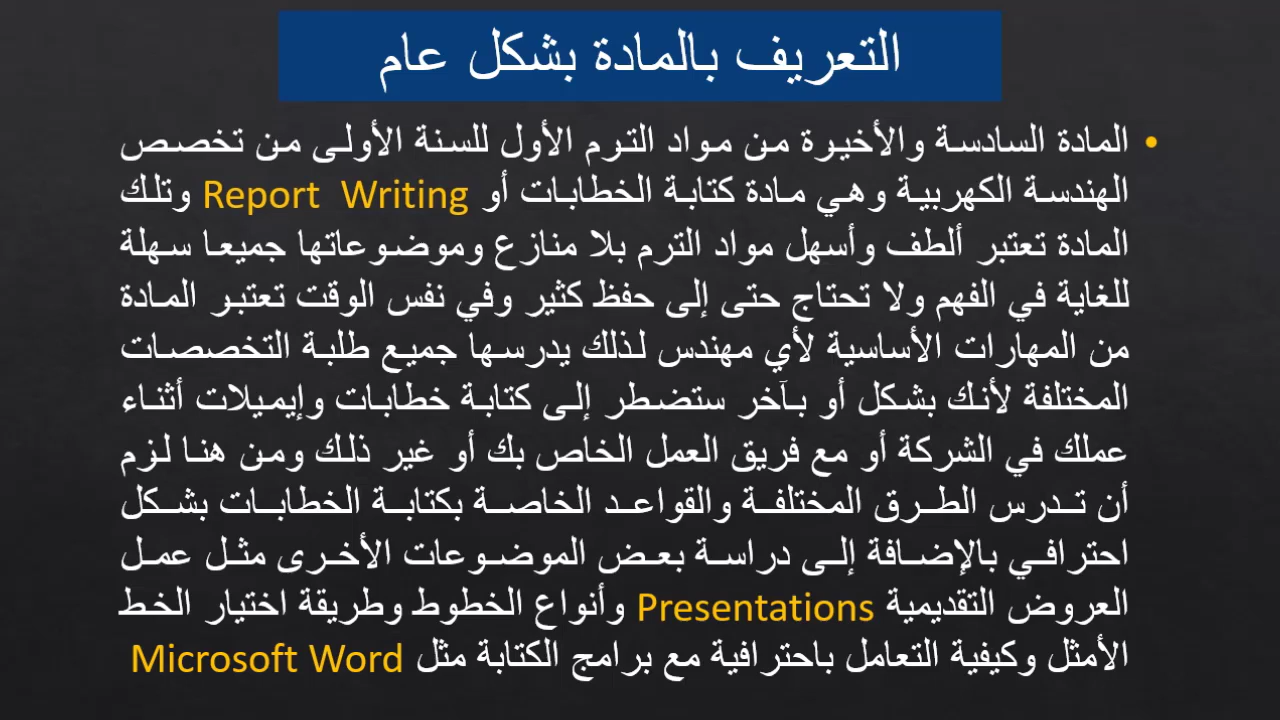 التعريف بالمادة بشكل عام
• المادة السادسة والأخيرة من مواد الترم الأول للسنة الأولى من تخصص
الهندسة الكهربية وهي مادة كتابة الخطابات أو Report Writing وتلك
المادة تعتبر ألطف وأسهل مواد الترم بلا منازع وموضوعاتها جميعا سهلة
للغاية في الفهم ولا تحتاج حتى إلى حفظ كثير وفي نفس الوقت تعتبر المادة
من المهارات الأساسية لأي مهندس لذلك يدرسها جميع طلبة التخصصات
المختلفة لأنك بشكل أو بآخر ستضطر إلى كتابة خطابات وإيميلات أثناء
عملك في الشركة أو مع فريق العمل الخاص بك أو غير ذلك ومن هنا لزم
أن تدرس الطرق المختلفة والقواعد الخاصة بكتابة الخطابات بشكل
احترافي بالإضافة إلى دراسة بعض الموضوعات الأخرى مثل عمل
العروض التقديمية Presentations وأنواع الخطوط وطريقة اختيار الخط
الأمثل وكيفية التعامل باحترافية مع برامج الكتابة مثل Microsoft Word